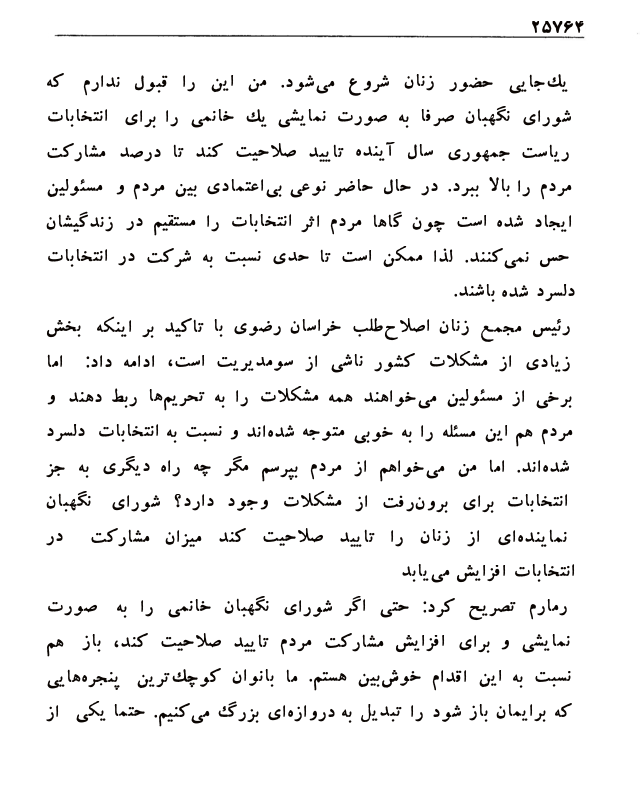 ۲۵۷۶۴
یك‌جایی حضور زنان شروع می‌شود. من این را قبول ندارم که
شورای نگهبان صرفا به صورت نمایشی یك خانمی را برای انتخابات
ریاست جمهوری سال آینده تایید صلاحیت کند تا درصد مشارکت
مردم را بالا ببرد. در حال حاضر نوعی بی‌اعتمادی بین مردم و مسئولین
ایجاد شده است چون گاها مردم اثر انتخابات را مستقیم در زندگیشان
حس نمی‌کنند. لذا ممکن است تا حدی نسبت به شرکت در انتخابات
دلسرد شده باشند.
رئیس مجمع زنان اصلاح‌طلب خراسان رضوی با تاکید بر اینکه بخش
زیادی از مشکلات کشور ناشی از سومدیریت است، ادامه داد: اما
برخی از مسئولین می‌خواهند همه مشکلات را به تحریم‌ها ربط دهند و
مردم هم این مسئله را به خوبی متوجه شده‌اند و نسبت به انتخابات دلسرد
شده‌اند. اما من می‌خواهم از مردم بپرسم مگر چه راه دیگری به جز
انتخابات برای برون‌رفت از مشکلات وجود دارد؟ شورای نگهبان
نماینده‌ای از زنان را تایید صلاحیت کند میزان مشارکت در
انتخابات افزایش می‌یابد
رمارم تصریح کرد: حتی اگر شورای نگهبان خانمی را به صورت
نمایشی و برای افزایش مشارکت مردم تایید صلاحیت کند، باز هم
نسبت به این اقدام خوش‌بین هستم. ما بانوان کوچك‌ترین پنجره‌هایی
که برایمان باز شود را تبدیل به دروازه‌ای بزرگ می‌کنیم. حتما یکی از